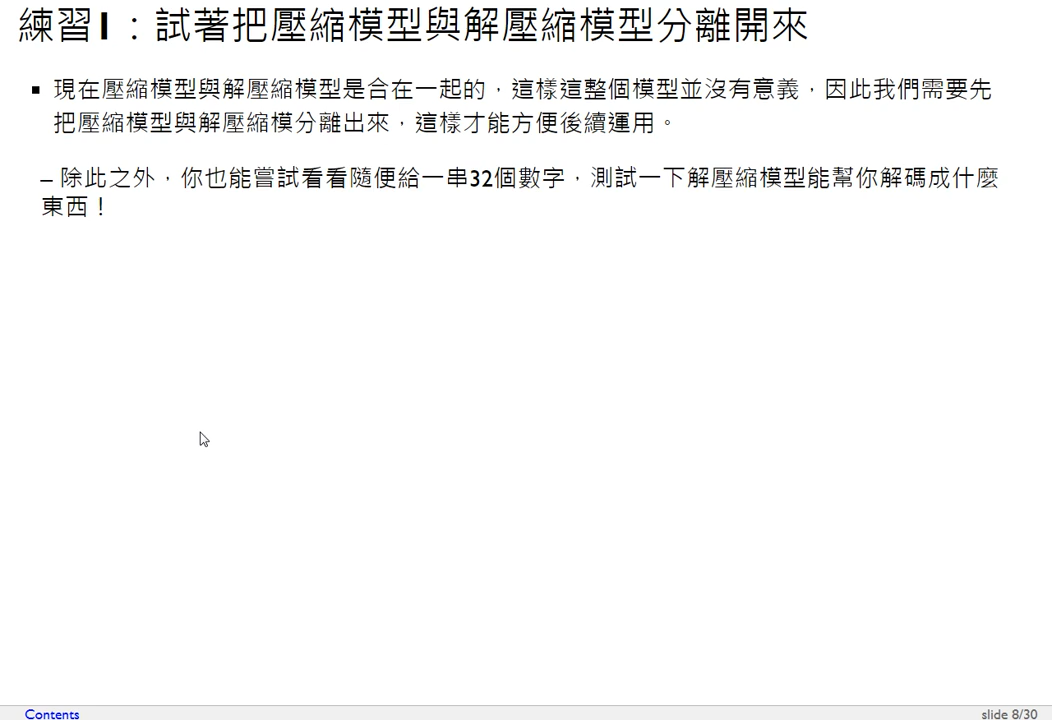 練習1：試著把壓縮模型與解壓縮模型分離開來
▪ 現在壓縮模型與解壓縮模型是合在一起的，這樣這整個模型並沒有意義，因此我們需要先
把壓縮模型與解壓縮模分離出來，這樣才能方便後續運用。
– 除此之外，你也能嘗試看看隨便給一串32個數字，測試一下解壓縮模型能幫你解碼成什麼
東西！
Contents
slide 8/30